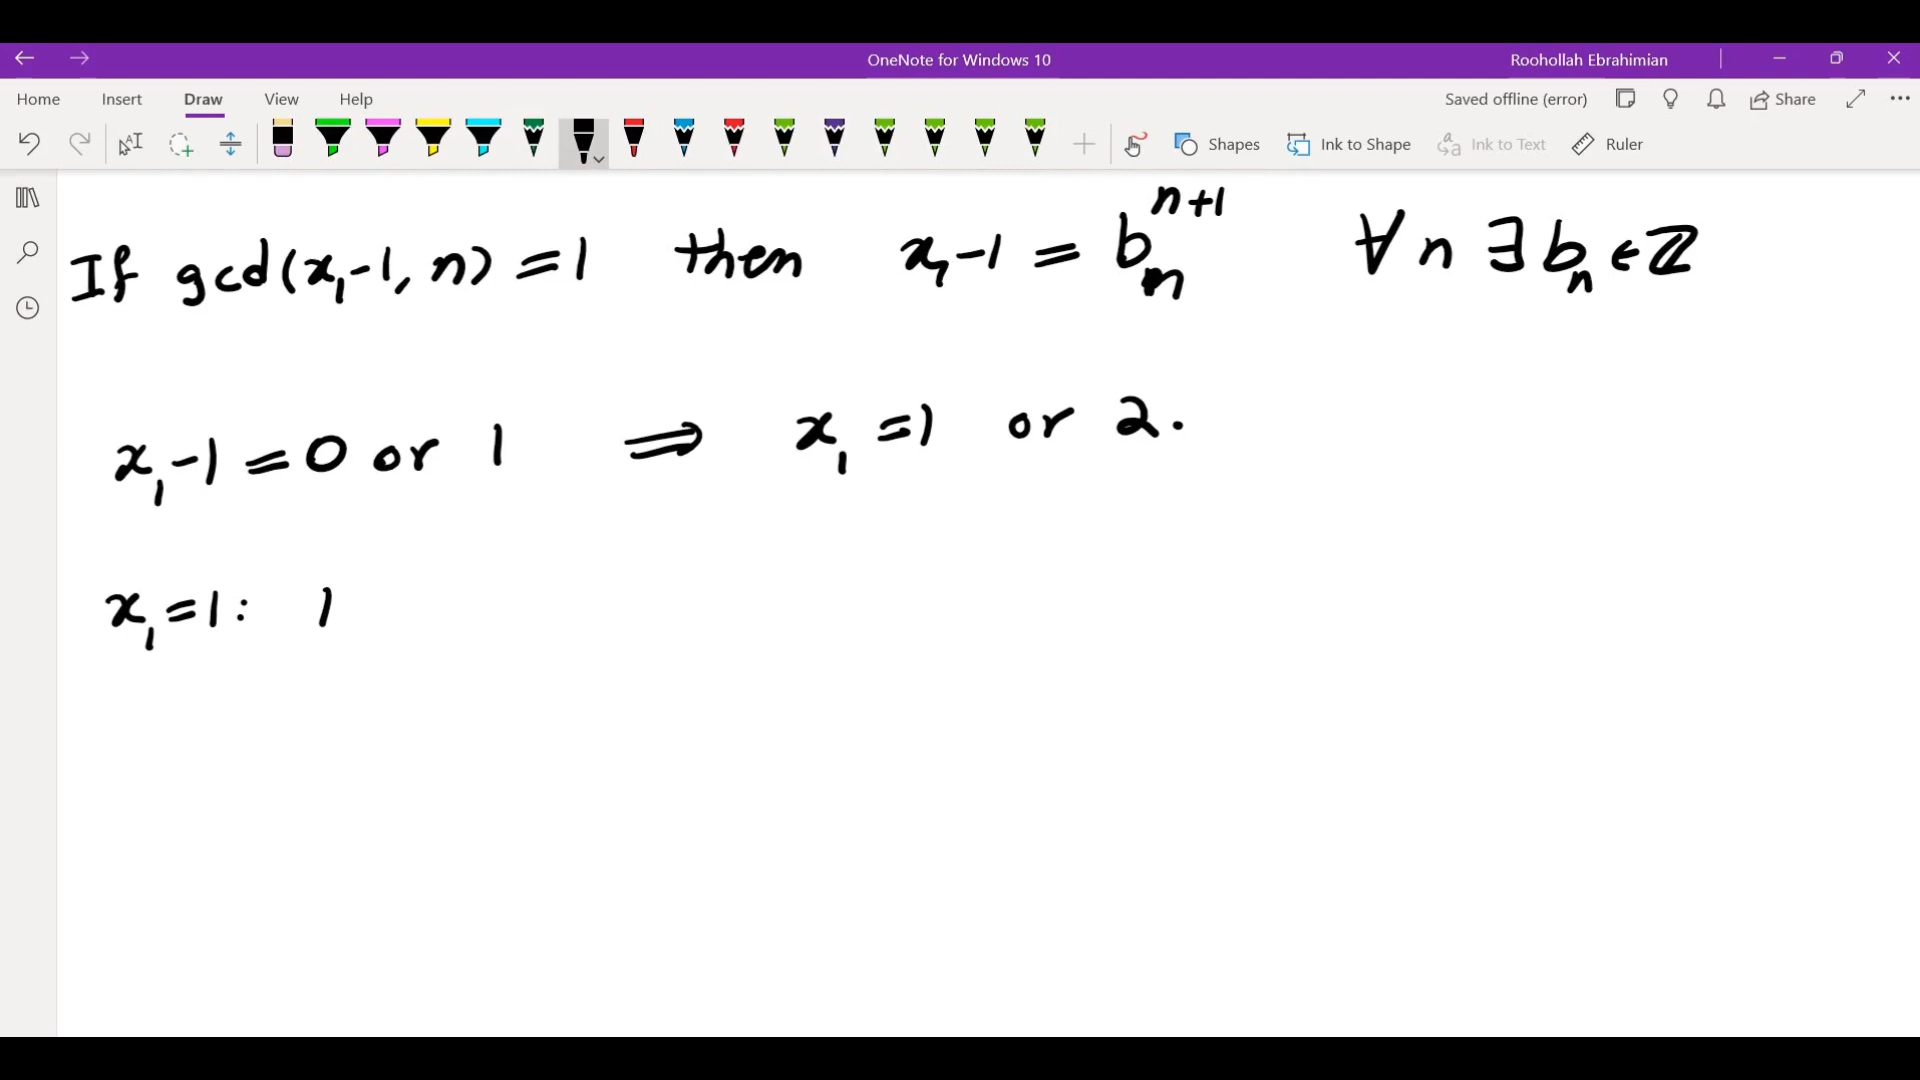 OneNote for Windows 10
Roohollah Ebrahimian
Home Insert Draw View Help
Saved offline (error) Share
Shapes Ink to Shape Ink to Text Ruler
If gcd(x₁-1, n) = 1 then x₁-1 = bₙⁿ⁺¹ ∀n ∃bₙ ∈ ℤ
x₁-1 = 0 or 1 ⟹ x₁ = 1 or 2.
x₁ = 1: 1